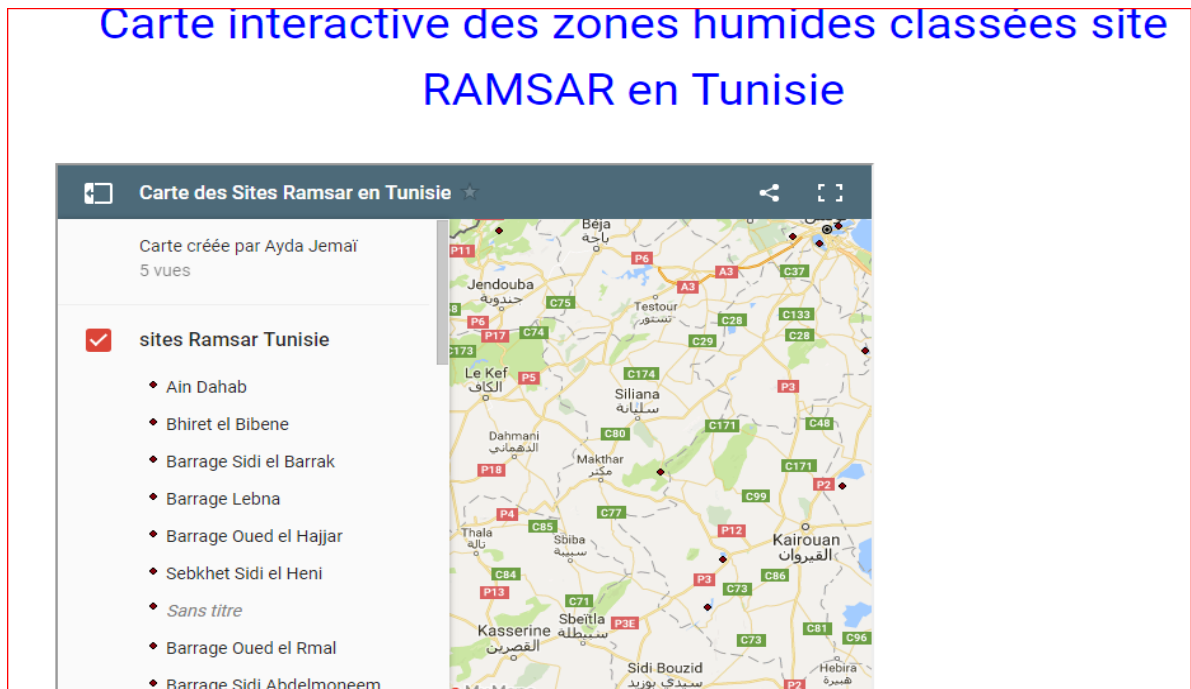 Carte interactive des zones humides classées site
RAMSAR en Tunisie
Carte des Sites Ramsar en Tunisie
Carte créée par Ayda Jemaï
5 vues
sites Ramsar Tunisie
Ain Dahab
Bhiret el Bibene
Barrage Sidi el Barrak
Barrage Lebna
Barrage Oued el Hajjar
Sebkhet Sidi el Heni
Sans titre
Barrage Oued el Rmal
Barrage Sidi Abdelmoneem
Béja
باجة
P11
P6
A3
C37
Jendouba
جندوبة
A3
C75
Testour
تستور
C133
P6
C28
P17
C74
C28
C29
C173
Le Kef
الكاف
P5
C174
P3
Siliana
سليانة
C80
C171
C48
Dahmani
الدهماني
Makthar
مكثر
P18
C171
P2
C99
P4
C77
C85
P12
Thala
تالة
Sbiba
سبيبة
Kairouan
القيروان
C84
P3
C86
P13
C73
C71
Sbeïtla
سبيطلة
P3E
Kasserine
القصرين
C81
C73
C96
Sidi Bouzid
سيدي بوزيد
Hebira
هبيرة
P2